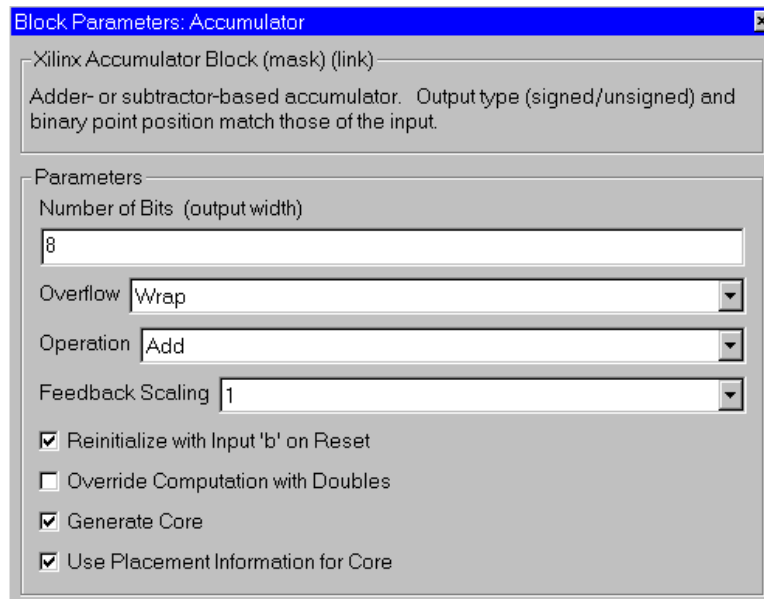 Block Parameters: Accumulator
Xilinx Accumulator Block (mask) (link)
Adder- or subtractor-based accumulator.   Output type (signed/unsigned) and
binary point position match those of the input.
Parameters
Number of Bits  (output width)
8
Overflow Wrap
Operation Add
Feedback Scaling 1
Reinitialize with Input 'b' on Reset
Override Computation with Doubles
Generate Core
Use Placement Information for Core